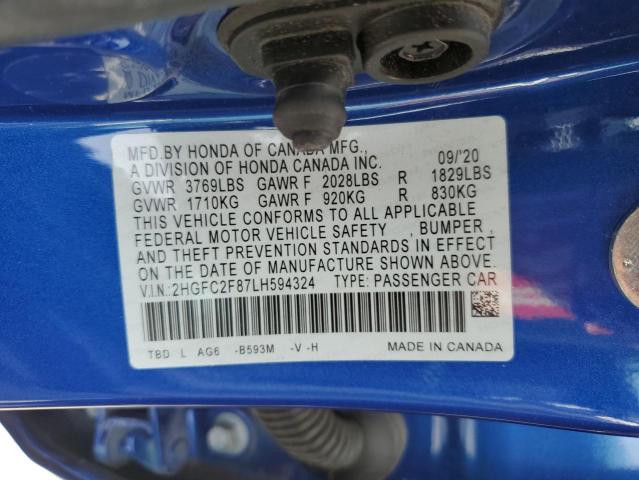 MFD.BY HONDA OF CANADA MFG.,
A DIVISION OF HONDA CANADA INC. 09/'20
GVWR 3769LBS GAWR F 2028LBS R 1829LBS
GVWR 1710KG GAWR F 920KG R 830KG
THIS VEHICLE CONFORMS TO ALL APPLICABLE
FEDERAL MOTOR VEHICLE SAFETY , BUMPER ,
AND THEFT PREVENTION STANDARDS IN EFFECT
ON THE DATE OF MANUFACTURE SHOWN ABOVE.
V.I.N.:2HGFC2F87LH594324 TYPE: PASSENGER CAR
TBD L AG6 -B593M -V -H MADE IN CANADA